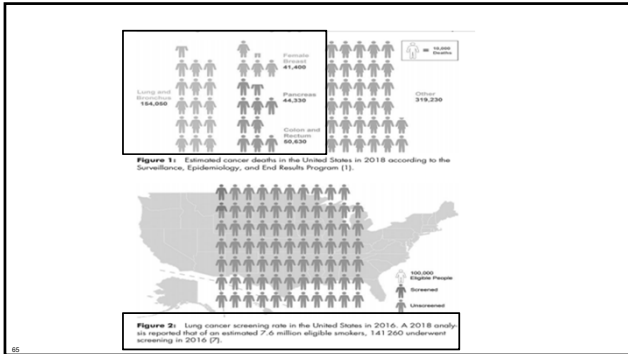 = 10,000
Deaths
Female
Breast
41,400
Lung and
Bronchus
154,050
Pancreas
44,330
Other
319,230
Colon and
Rectum
50,630
Figure 1: Estimated cancer deaths in the United States in 2018 according to the
Surveillance, Epidemiology, and End Results Program (1).
100,000
Eligible People
Screened
Unscreened
Figure 2: Lung cancer screening rate in the United States in 2016. A 2018 analy-
sis reported that of an estimated 7.6 million eligible smokers, 141 260 underwent
screening in 2016 (7).
65